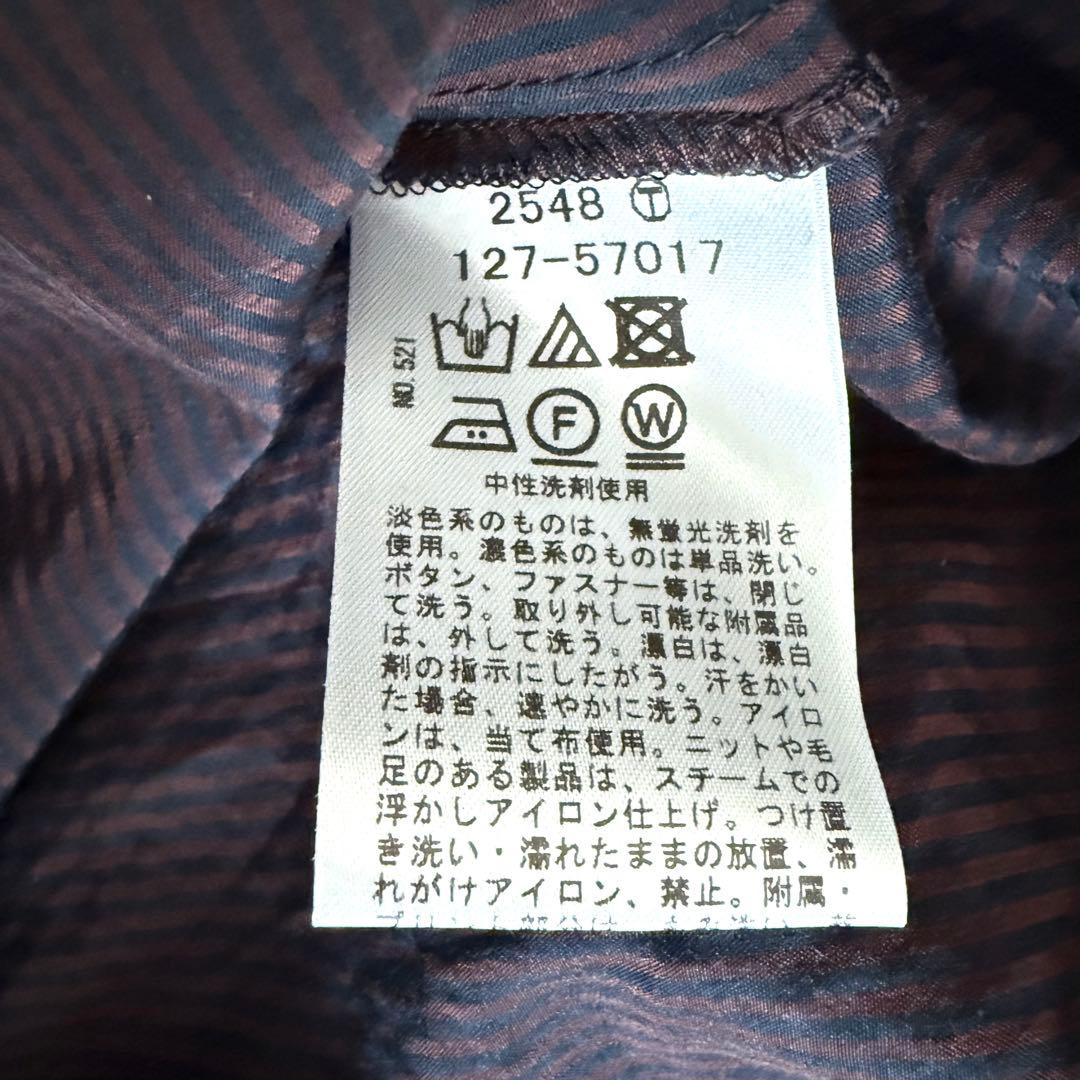 2548 Ⓣ
127-57017
NO. 521
F W
中性洗剤使用
淡色系のものは、無蛍光洗剤を
使用。濃色系のものは単品洗い。
ボタン、ファスナー等は、閉じ
て洗う。取り外し可能な附属品
は、外して洗う。漂白は、漂白
剤の指示にしたがう。汗をかい
た場合、速やかに洗う。アイロ
ンは、当て布使用。ニットや毛
足のある製品は、スチームでの
浮かしアイロン仕上げ。つけ置
き洗い・濡れたままの放置、濡
れがけアイロン、禁止。附属・